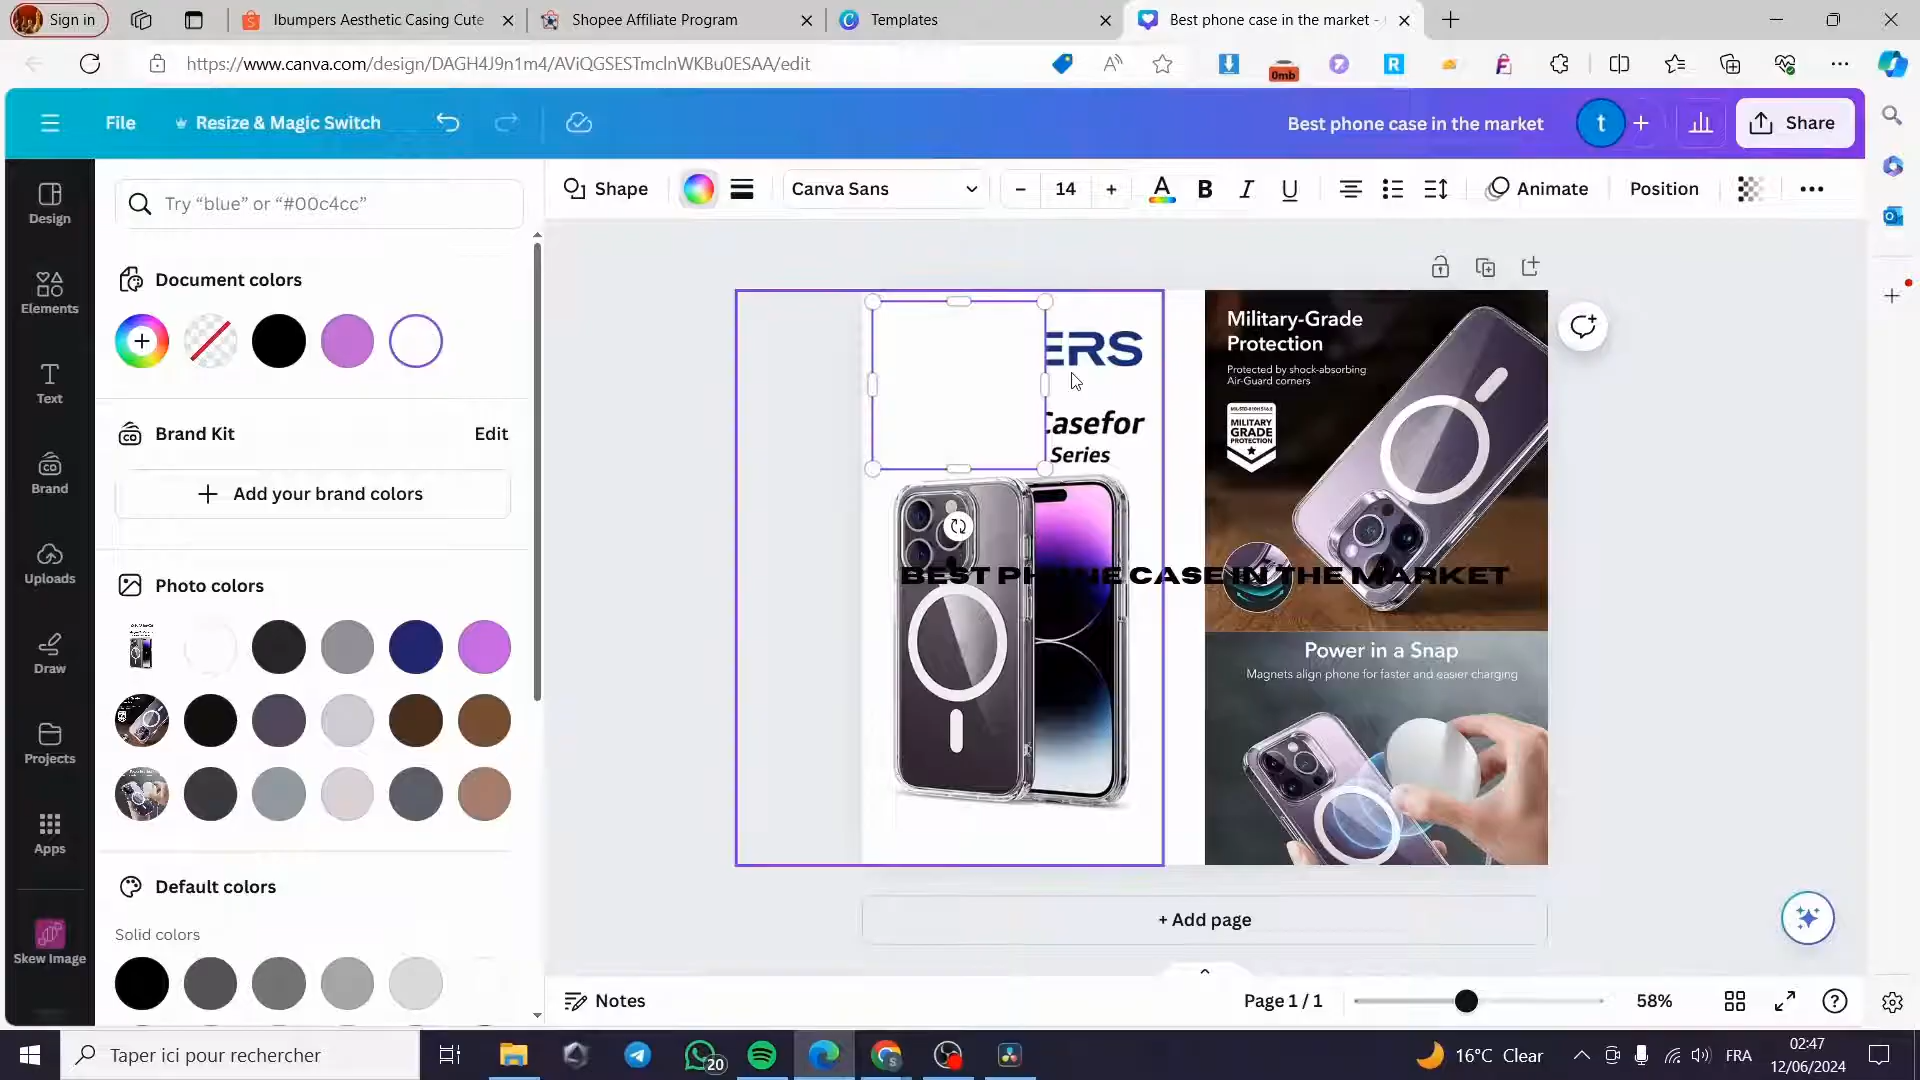 Sign in
Ibumpers Aesthetic Casing Cute
Shopee Affiliate Program
Templates
Best phone case in the market -
https://www.canva.com/design/DAGH4J9n1m4/AViQGSESTmclnWKBu0ESAA/edit
0mb
File
Resize & Magic Switch
Best phone case in the market
t
Share
Design
Elements
Text
Brand
Uploads
Draw
Projects
Apps
Skew Image
Try “blue” or “#00c4cc”
Document colors
Brand Kit
Edit
Add your brand colors
Photo colors
Default colors
Solid colors
Shape
Canva Sans
14
A
B
I
U
Animate
Position
ERS
Casefor
Series
Military-Grade
Protection
Protected by shock-absorbing
Air-Guard corners
MILITARY
GRADE
PROTECTION
BEST PHONE CASE IN THE MARKET
Power in a Snap
Magnets align phone for faster and easier charging
+ Add page
Notes
Page 1 / 1
58%
Taper ici pour rechercher
20
16°C Clear
FRA
02:47
12/06/2024